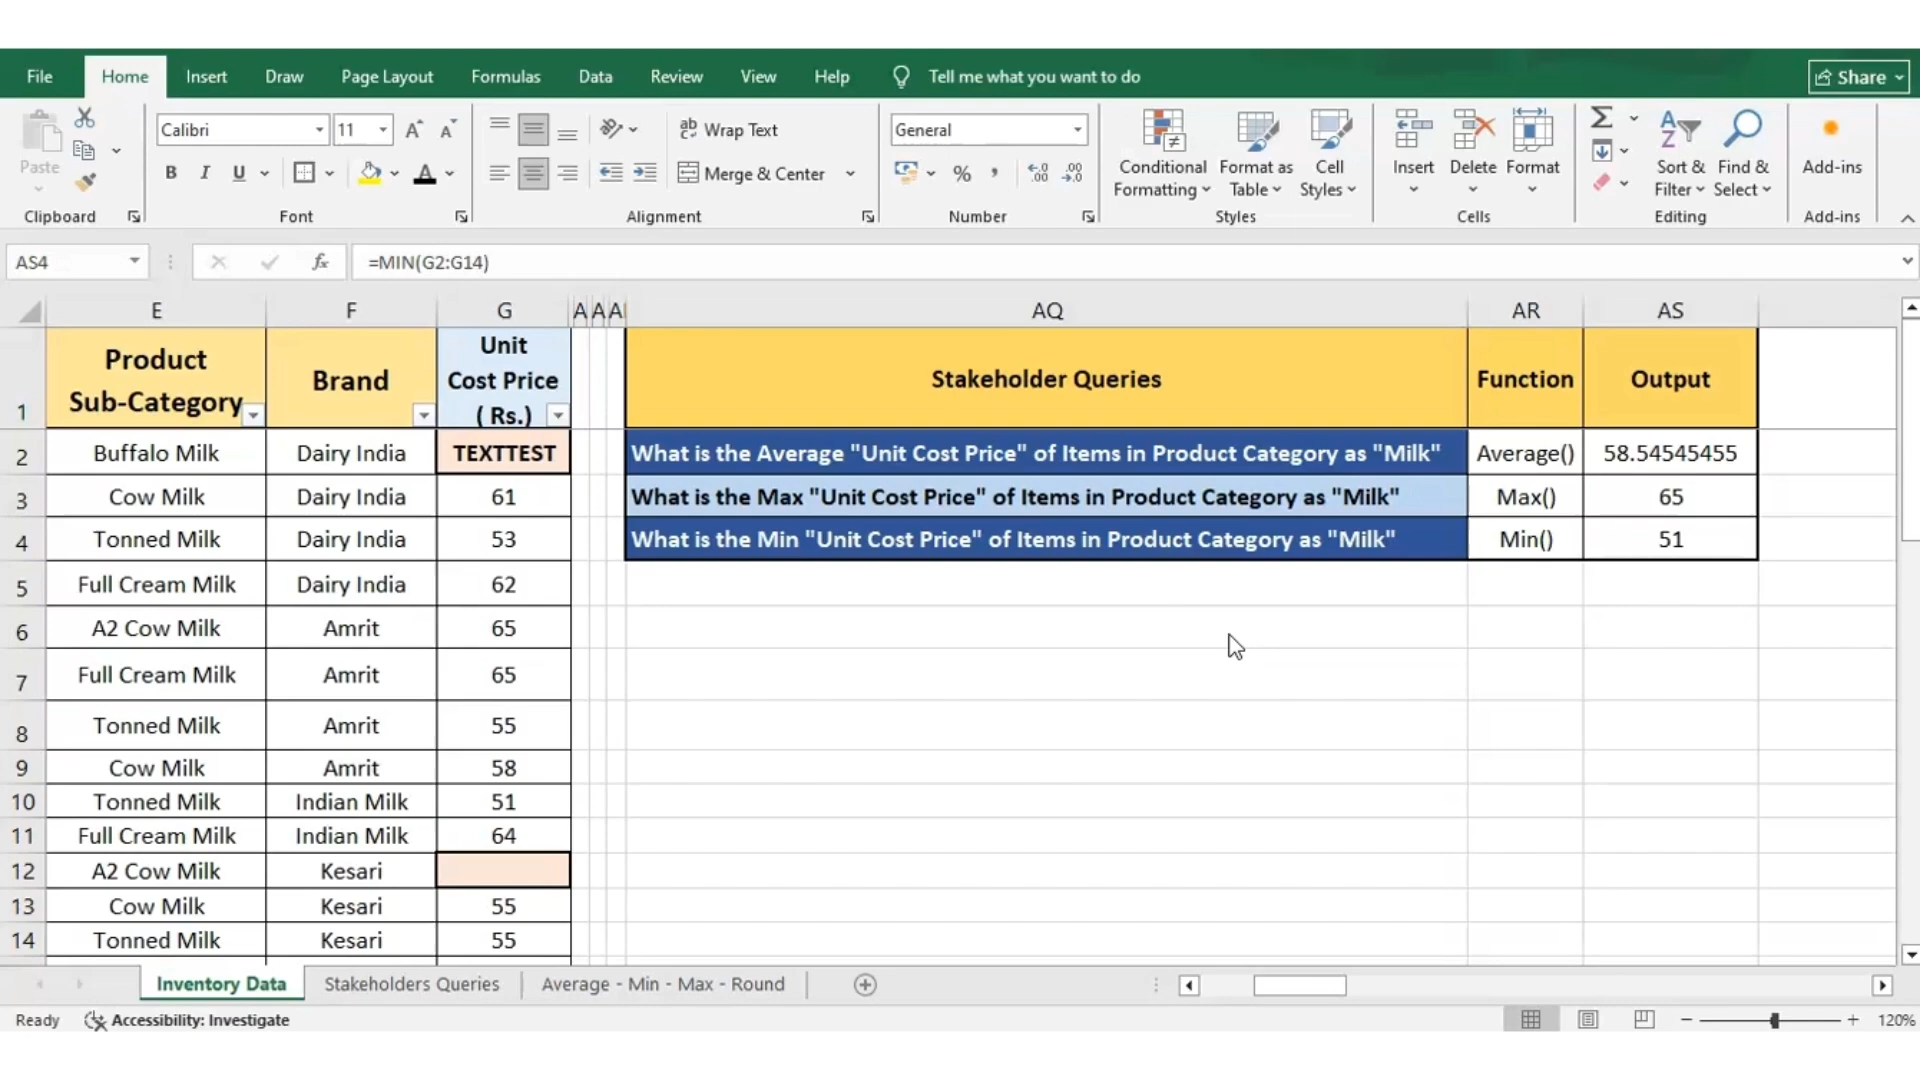 File Home Insert Draw Page Layout Formulas Data Review View Help Tell me what you want to do Share
Calibri 11 A A ab Wrap Text General
Paste B I U A Merge & Center % , Conditional Formatting Format as Table Cell Styles Insert Delete Format Sort & Filter Find & Select Add-ins
Clipboard Font Alignment Number Styles Cells Editing Add-ins
AS4 fx =MIN(G2:G14)
E F G A A A AQ AR AS
1 Product Sub-Category Brand Unit Cost Price ( Rs.) Stakeholder Queries Function Output
2 Buffalo Milk Dairy India TEXTTEST What is the Average "Unit Cost Price" of Items in Product Category as "Milk" Average() 58.54545455
3 Cow Milk Dairy India 61 What is the Max "Unit Cost Price" of Items in Product Category as "Milk" Max() 65
4 Tonned Milk Dairy India 53 What is the Min "Unit Cost Price" of Items in Product Category as "Milk" Min() 51
5 Full Cream Milk Dairy India 62
6 A2 Cow Milk Amrit 65
7 Full Cream Milk Amrit 65
8 Tonned Milk Amrit 55
9 Cow Milk Amrit 58
10 Tonned Milk Indian Milk 51
11 Full Cream Milk Indian Milk 64
12 A2 Cow Milk Kesari
13 Cow Milk Kesari 55
14 Tonned Milk Kesari 55
Inventory Data Stakeholders Queries Average - Min - Max - Round
Ready Accessibility: Investigate 120%